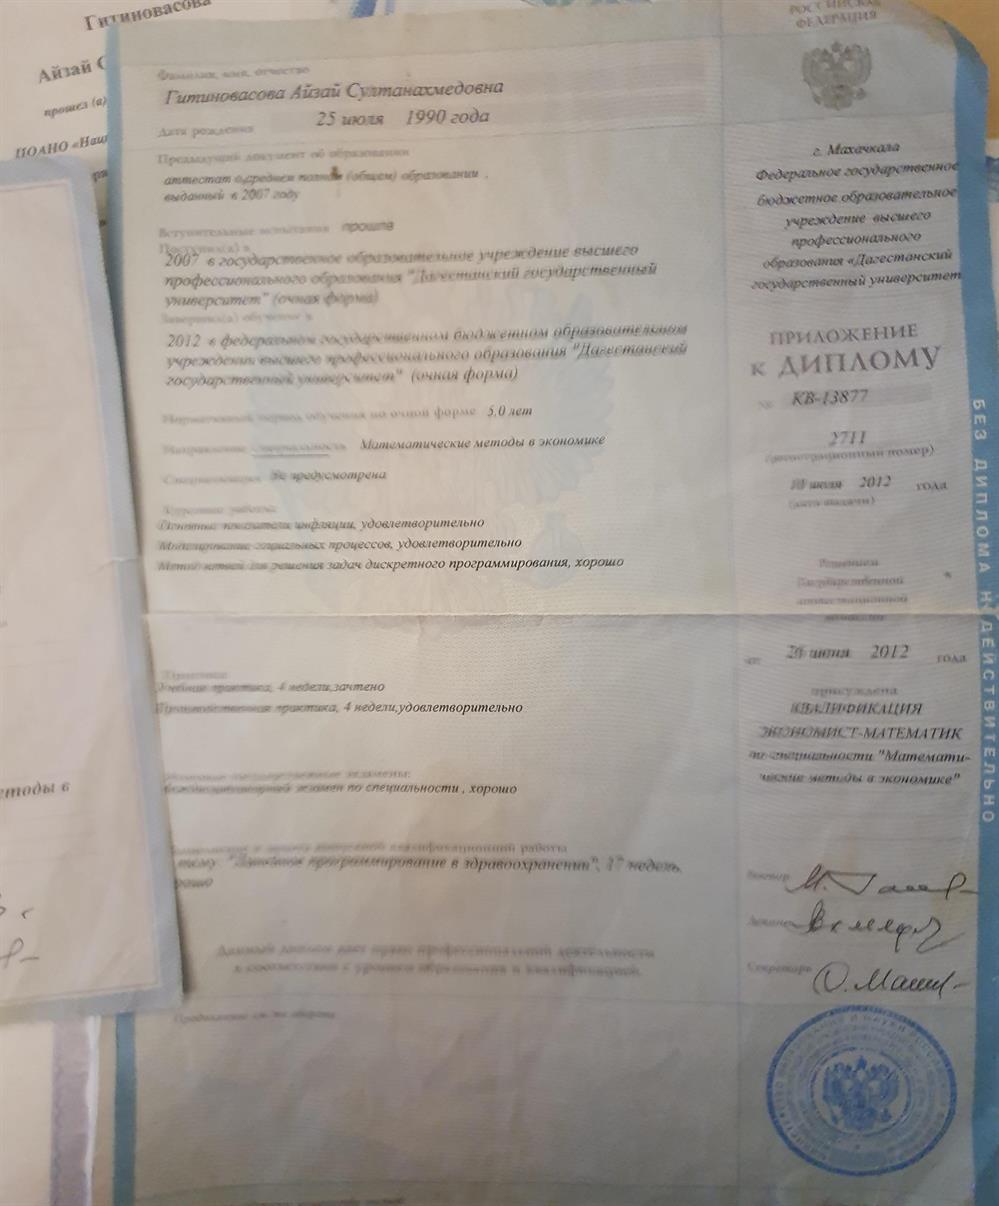 Гитиновасова
Айзай С
прошел (а)
ПОАНО «Наци
етоды в
РОССИЙСКАЯ
ФЕДЕРАЦИЯ
Фамилия, имя, отчество
Гитиновасова Айзай Султанахмедовна
Дата рождения 25 июля 1990 года
Предыдущий документ об образовании
аттестат о среднем полном (общем) образовании ,
выданный в 2007 году
Вступительные испытания прошла
Поступил(а) в
2007 в государственное образовательное учреждение высшего
профессионального образования "Дагестанский государственный
университет" (очная форма)
Завершил(а) обучение в
2012 в федеральном государственном бюджетном образовательном
учреждении высшего профессионального образования "Дагестанский
государственный университет" (очная форма)
Нормативный период обучения по очной форме 5,0 лет
Направление/специальность Математические методы в экономике
Специализация Не предусмотрена
Курсовые работы:
Основные показатели инфляции, удовлетворительно
Моделирование социальных процессов, удовлетворительно
Метод ветвей для решения задач дискретного программирования, хорошо
Практика:
Учебная практика, 4 недели,зачтено
Производственная практика, 4 недели,удовлетворительно
Итоговые государственные экзамены:
экзамен по специальности , хорошо
Выполнение и защита выпускной квалификационной работы
тему: программирование в здравоохранении", 17 недель,
Данный диплом дает право профессиональной деятельности
в соответствии с уровнем образования и квалификацией.
Продолжение см. на обороте
г. Махачкала
Федеральное государственное
бюджетное образовательное
учреждение высшего
профессионального
образования «Дагестанский
государственный университет
ПРИЛОЖЕНИЕ
к ДИПЛОМУ
№ КВ-13877
2711
(регистрационный номер)
июля 2012 года
(дата выдачи)
Решением
Государственной
аттестационной
комиссии
от 26 июня 2012 года
присуждена
КВАЛИФИКАЦИЯ
ЭКОНОМИСТ-МАТЕМАТИК
по специальности "Математи-
ческие методы в экономике"
Ректор
Декан
Секретарь
БЕЗ ДИПЛОМА НЕДЕЙСТВИТЕЛЬНО